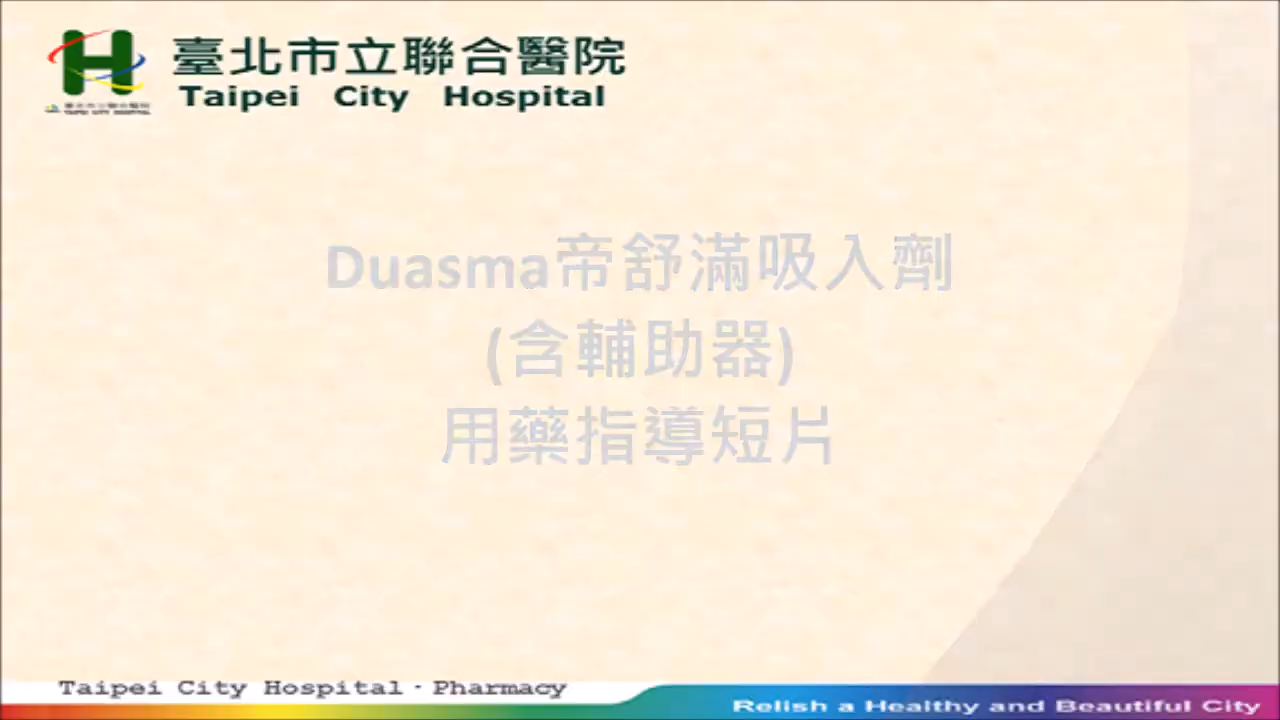 臺北市立聯合醫院
Taipei City Hospital
Duasma帝舒滿吸入劑
(含輔助器)
用藥指導短片
Taipei City Hospital・Pharmacy
Relish a Healthy and Beautiful City